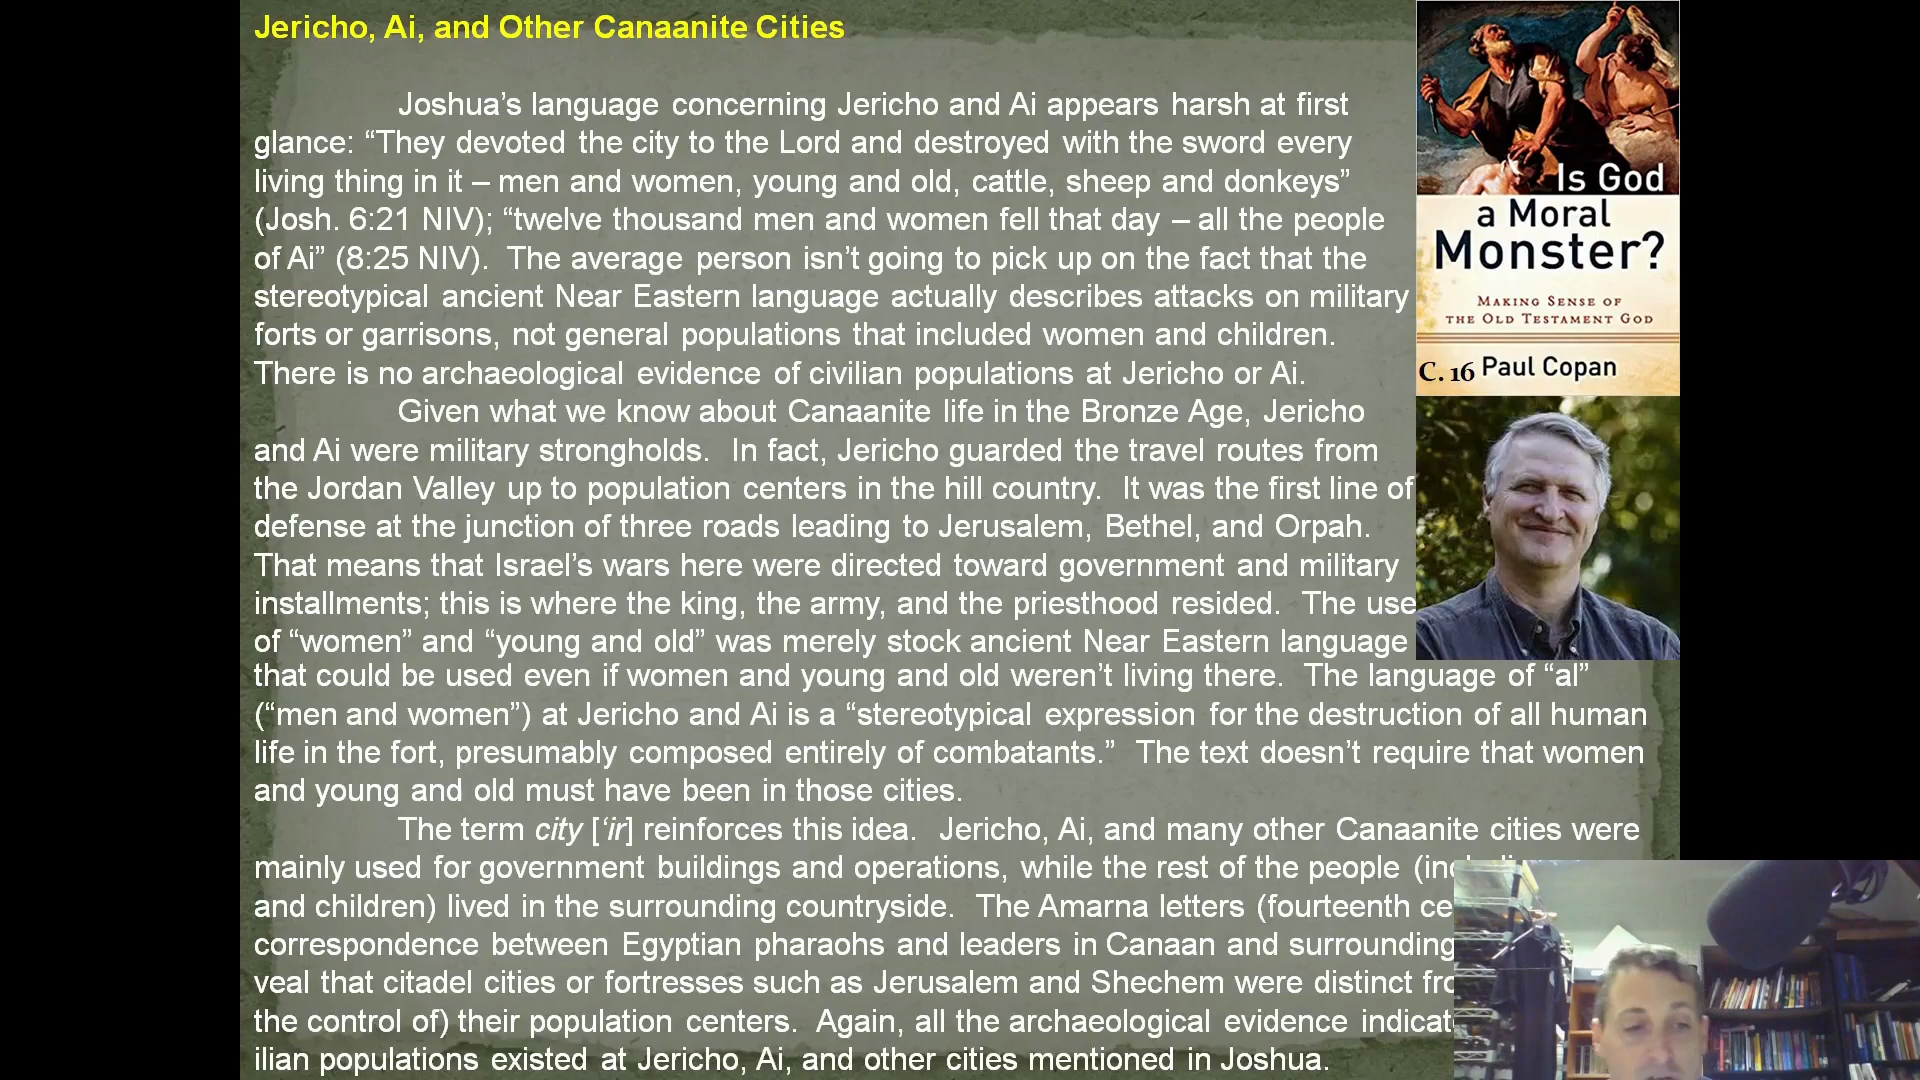 Jericho, Ai, and Other Canaanite Cities
Joshua’s language concerning Jericho and Ai appears harsh at first
glance: “They devoted the city to the Lord and destroyed with the sword every
living thing in it – men and women, young and old, cattle, sheep and donkeys”
(Josh. 6:21 NIV); “twelve thousand men and women fell that day – all the people
of Ai” (8:25 NIV).  The average person isn’t going to pick up on the fact that the
stereotypical ancient Near Eastern language actually describes attacks on military
forts or garrisons, not general populations that included women and children.
There is no archaeological evidence of civilian populations at Jericho or Ai.
Given what we know about Canaanite life in the Bronze Age, Jericho
and Ai were military strongholds.  In fact, Jericho guarded the travel routes from
the Jordan Valley up to population centers in the hill country.  It was the first line of
defense at the junction of three roads leading to Jerusalem, Bethel, and Orpah.
That means that Israel’s wars here were directed toward government and military
installments; this is where the king, the army, and the priesthood resided.  The use
of “women” and “young and old” was merely stock ancient Near Eastern language
that could be used even if women and young and old weren’t living there.  The language of “al”
(“men and women”) at Jericho and Ai is a “stereotypical expression for the destruction of all human
life in the fort, presumably composed entirely of combatants.”  The text doesn’t require that women
and young and old must have been in those cities.
The term city [‘ir] reinforces this idea.  Jericho, Ai, and many other Canaanite cities were
mainly used for government buildings and operations, while the rest of the people
and children) lived in the surrounding countryside.  The Amarna letters (fourteenth
correspondence between Egyptian pharaohs and leaders in Canaan and surrounding
veal that citadel cities or fortresses such as Jerusalem and Shechem were distinct
the control of) their population centers.  Again, all the archaeological evidence
ilian populations existed at Jericho, Ai, and other cities mentioned in Joshua.
Is God
a Moral
Monster?
Making Sense of
the Old Testament God
C. 16 Paul Copan